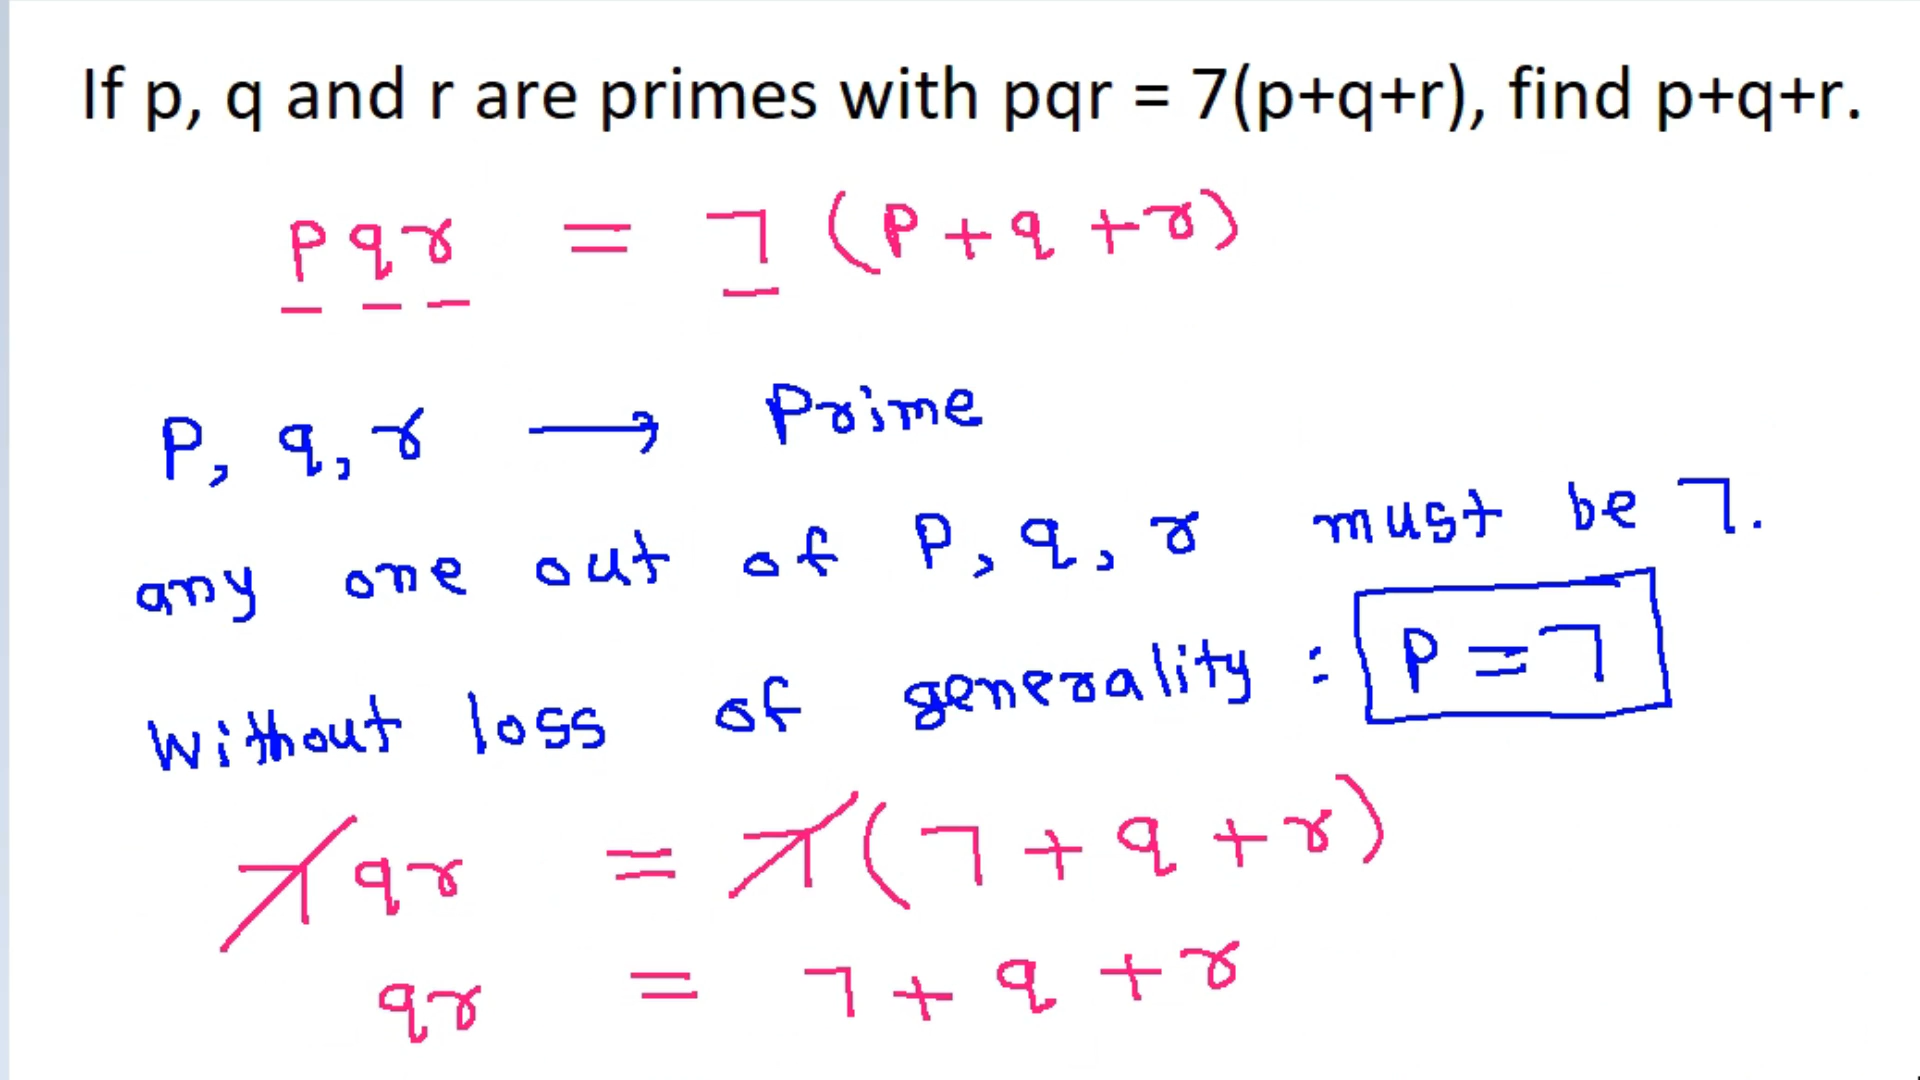 If p, q and r are primes with pqr = 7(p+q+r), find p+q+r.
pqr = 7 (p+q+r)
P, q, r → Prime
any one out of P, q, r must be 7.
Without loss of generality : P = 7
7qr = 7(7+q+r)
qr = 7+q+r